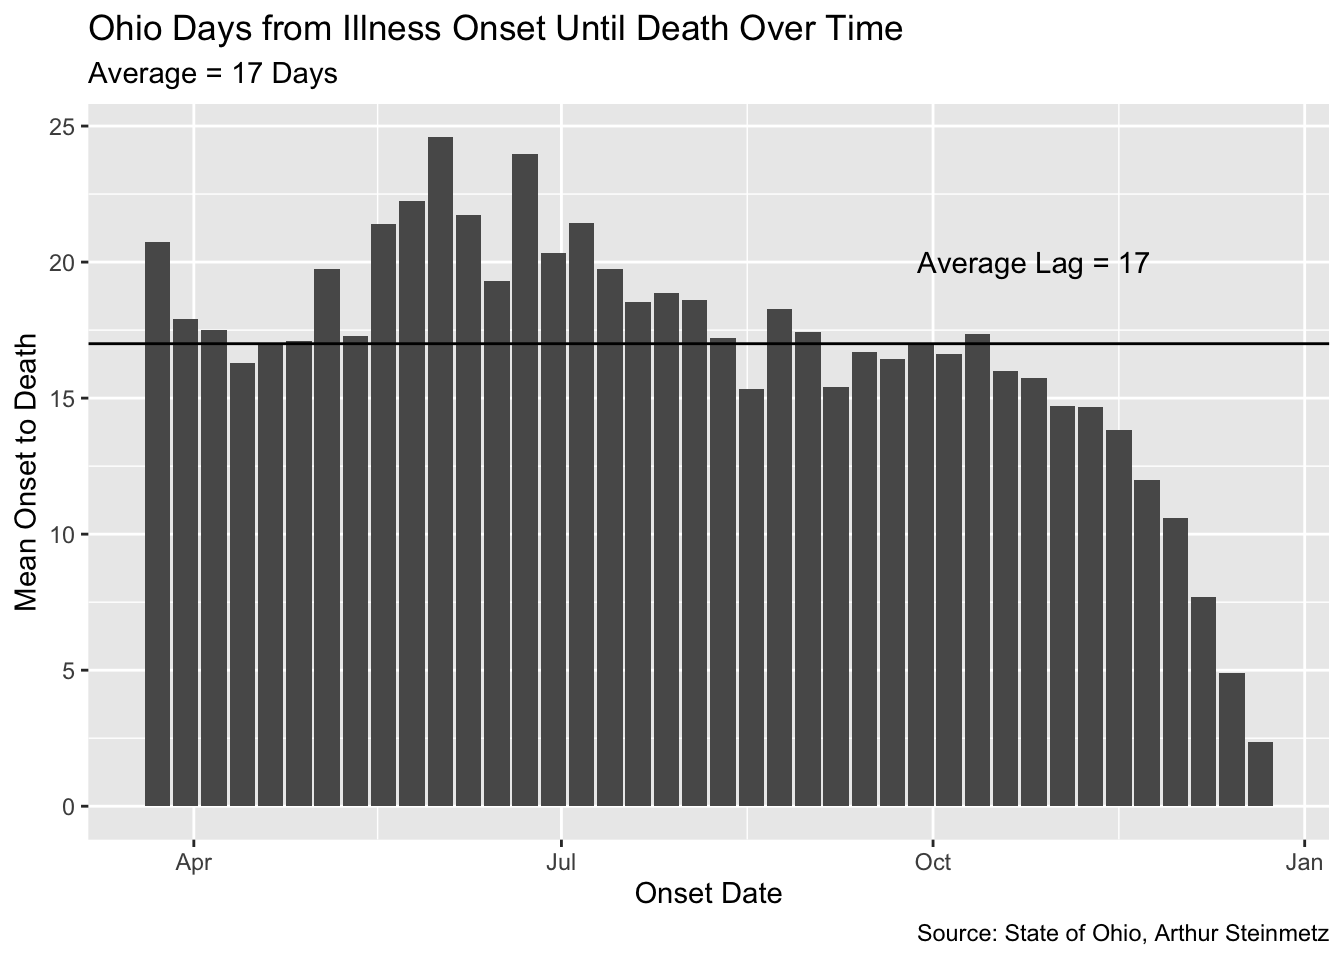 Ohio Days from Illness Onset Until Death Over Time
Average = 17 Days
25
20
15
10
5
0
Mean Onset to Death
Average Lag = 17
Apr
Jul
Oct
Jan
Onset Date
Source: State of Ohio, Arthur Steinmetz